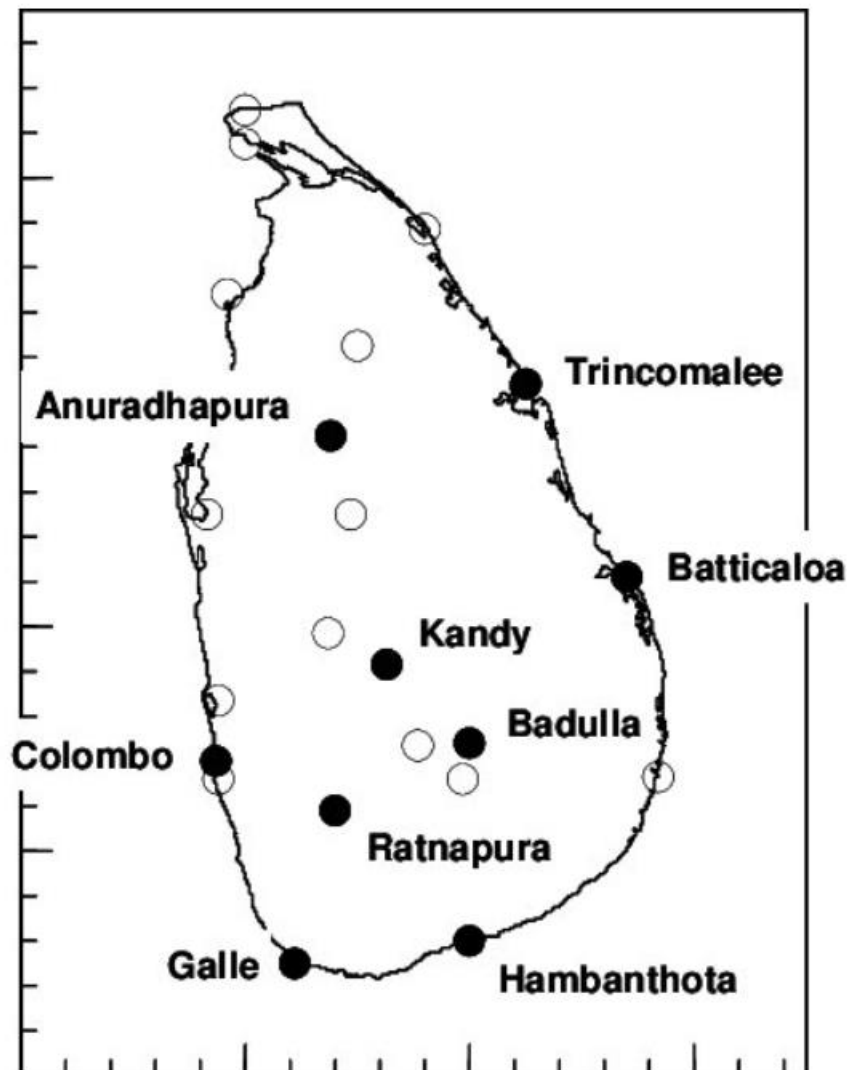 Trincomalee
Anuradhapura
Batticaloa
Kandy
Badulla
Colombo
Ratnapura
Galle
Hambanthota